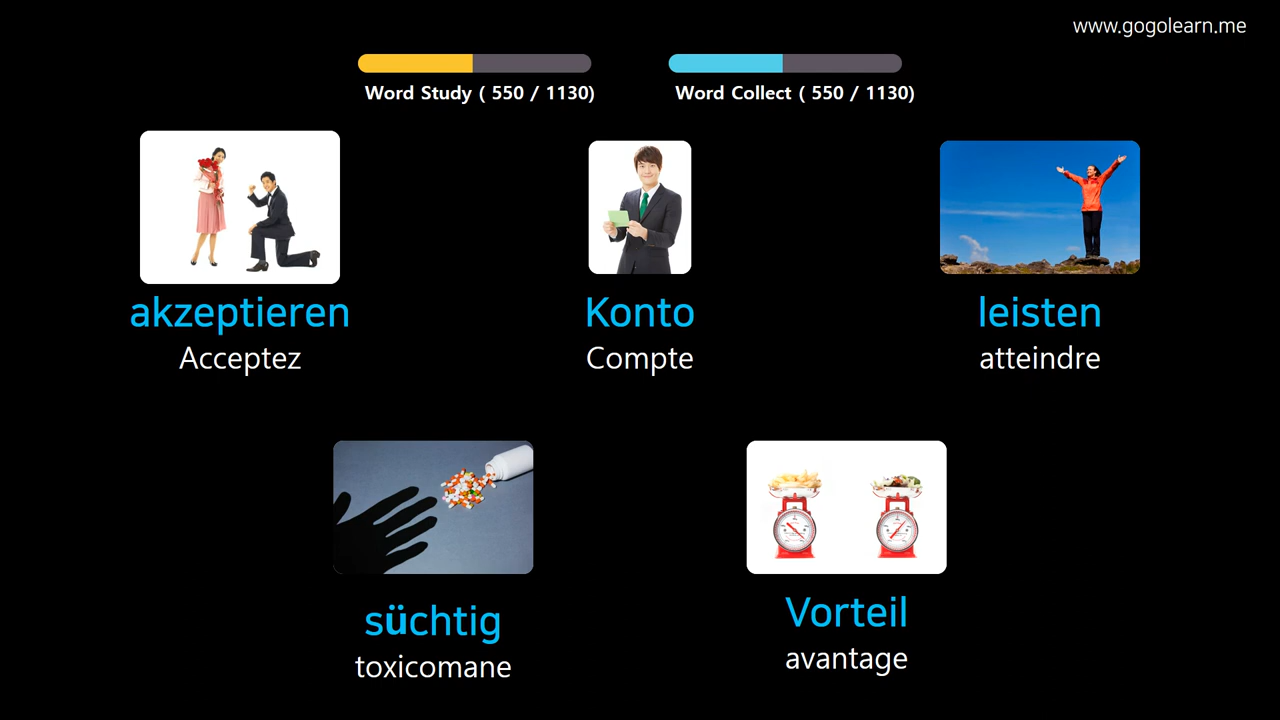 www.gogolearn.me
Word Study ( 550 / 1130)
Word Collect ( 550 / 1130)
akzeptieren
Acceptez
Konto
Compte
leisten
atteindre
süchtig
toxicomane
Vorteil
avantage